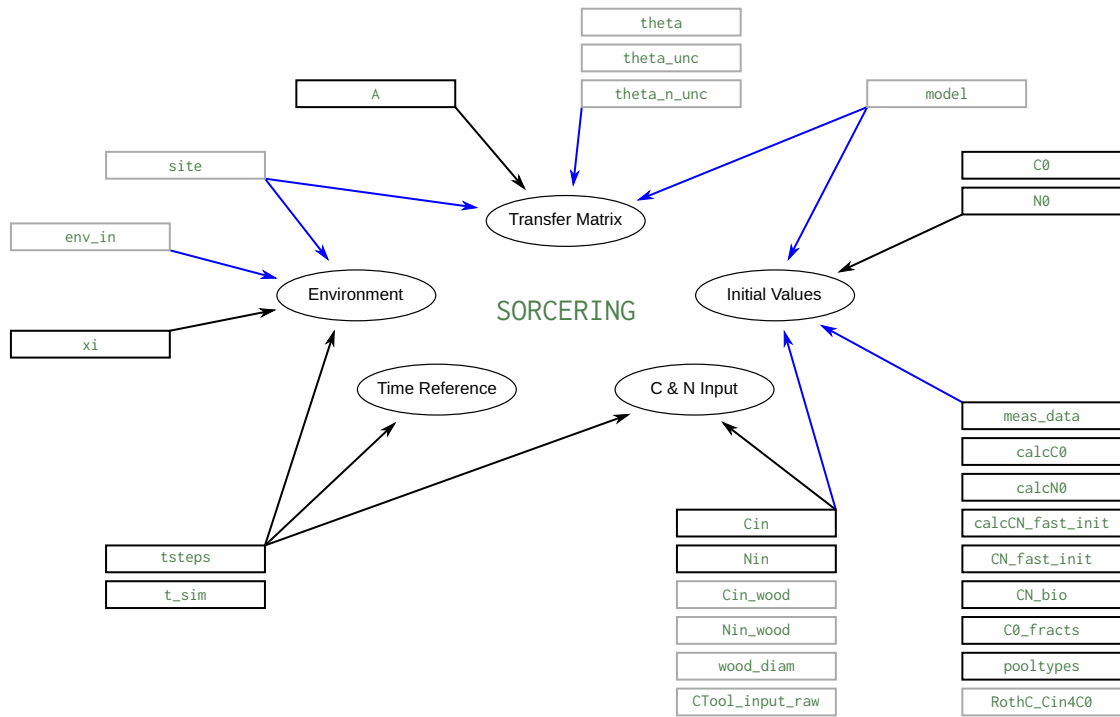 theta
theta_unc
theta_n_unc
A
model
site
C0
N0
Transfer Matrix
env_in
Environment
Initial Values
SORCERING
xi
Time Reference
C & N Input
meas_data
calcC0
calcN0
Cin
calcCN_fast_init
tsteps
Nin
CN_fast_init
t_sim
Cin_wood
CN_bio
Nin_wood
C0_fracts
wood_diam
pooltypes
CTool_input_raw
RothC_Cin4C0